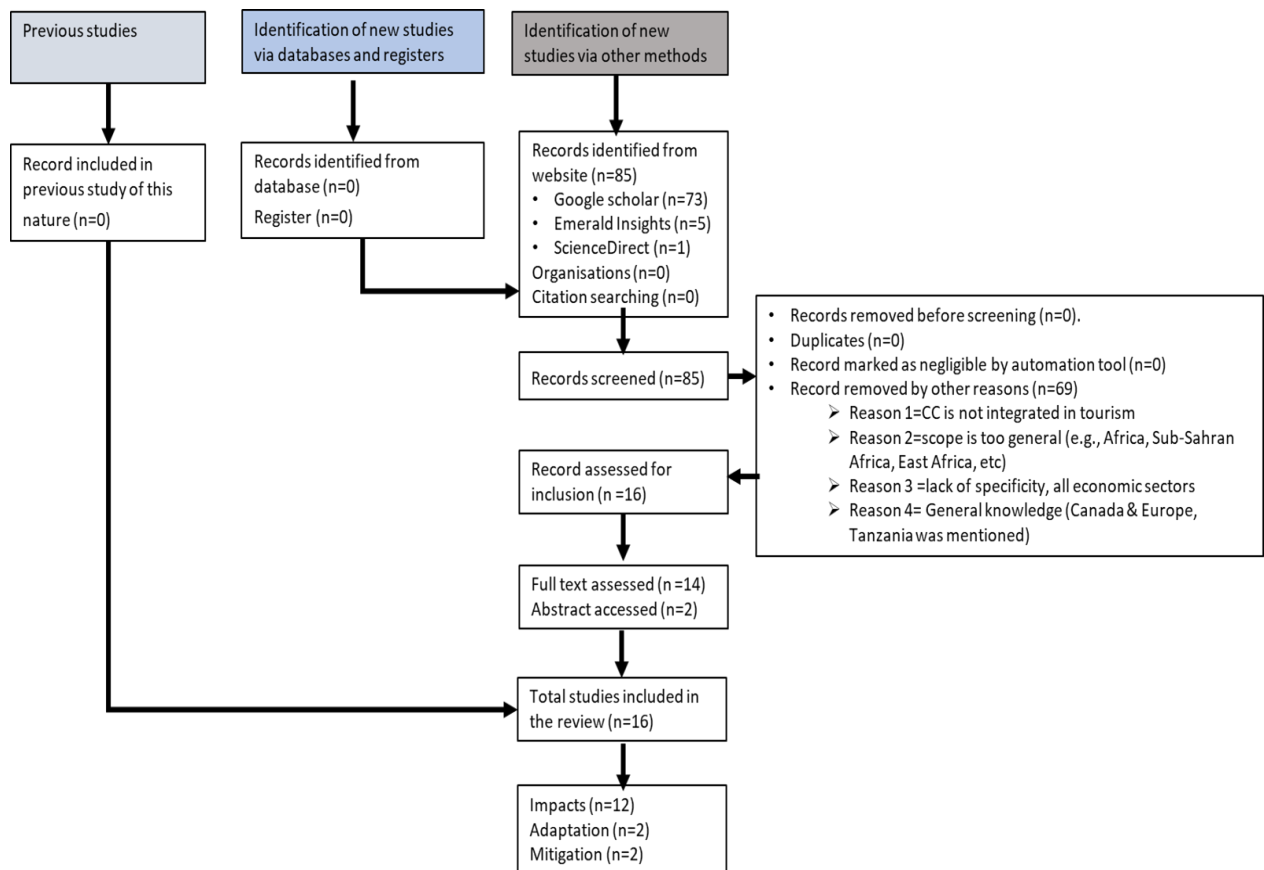 Previous studies
Identification of new studies
via databases and registers
Identification of new
studies via other methods
Record included in
previous study of this
nature (n=0)
Records identified from
database (n=0)
Register (n=0)
Records identified from
website (n=85)
• Google scholar (n=73)
• Emerald Insights (n=5)
• ScienceDirect (n=1)
Organisations (n=0)
Citation searching (n=0)
Records screened (n=85)
• Records removed before screening (n=0).
• Duplicates (n=0)
• Record marked as negligible by automation tool (n=0)
• Record removed by other reasons (n=69)
➢ Reason 1=CC is not integrated in tourism
➢ Reason 2=scope is too general (e.g., Africa, Sub-Sahran
Africa, East Africa, etc)
➢ Reason 3 =lack of specificity, all economic sectors
➢ Reason 4= General knowledge (Canada & Europe,
Tanzania was mentioned)
Record assessed for
inclusion (n =16)
Full text assessed (n =14)
Abstract accessed (n=2)
Total studies included in
the review (n=16)
Impacts (n=12)
Adaptation (n=2)
Mitigation (n=2)